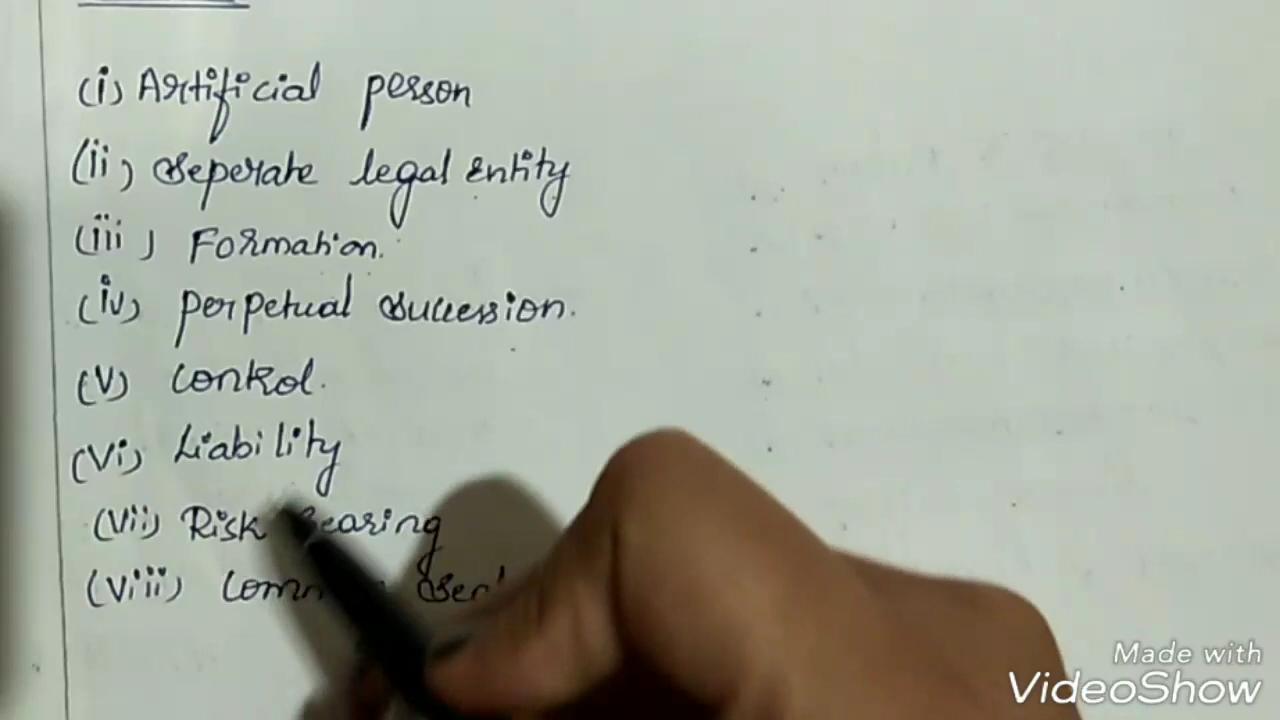 (i) Artificial person
(ii) Seperate legal entity
(iii) Formation.
(iv) perpetual succession.
(v) control.
(Vi) Liability
(Vii) Risk Bearing
(Viii)
Made with
VideoShow